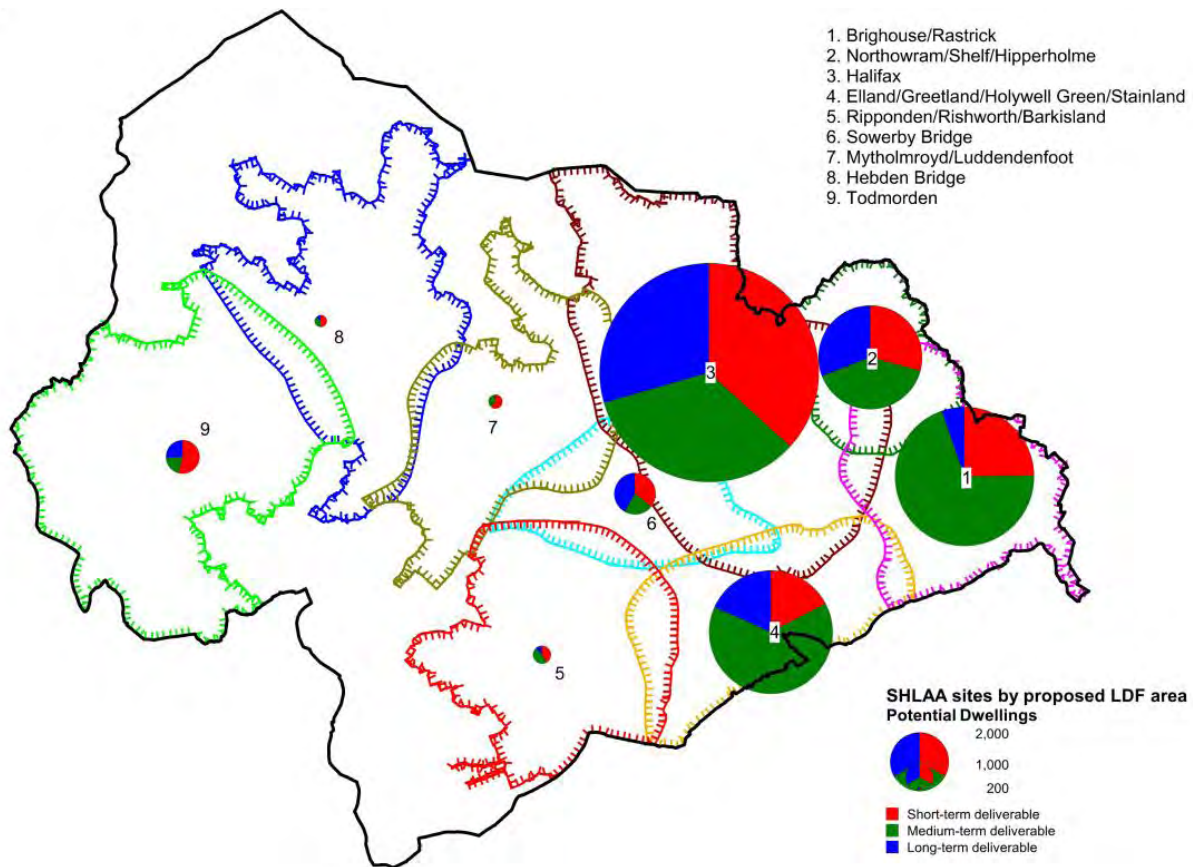 1. Brighouse/Rastrick
2. Northowram/Shelf/Hipperholme
3. Halifax
4. Elland/Greetland/Holywell Green/Stainland
5. Ripponden/Rishworth/Barkisland
6. Sowerby Bridge
7. Mytholmroyd/Luddendenfoot
8. Hebden Bridge
9. Todmorden
8
2
3
7
9
1
6
4
5
SHLAA sites by proposed LDF area
Potential Dwellings
2,000
1,000
200
Short-term deliverable
Medium-term deliverable
Long-term deliverable